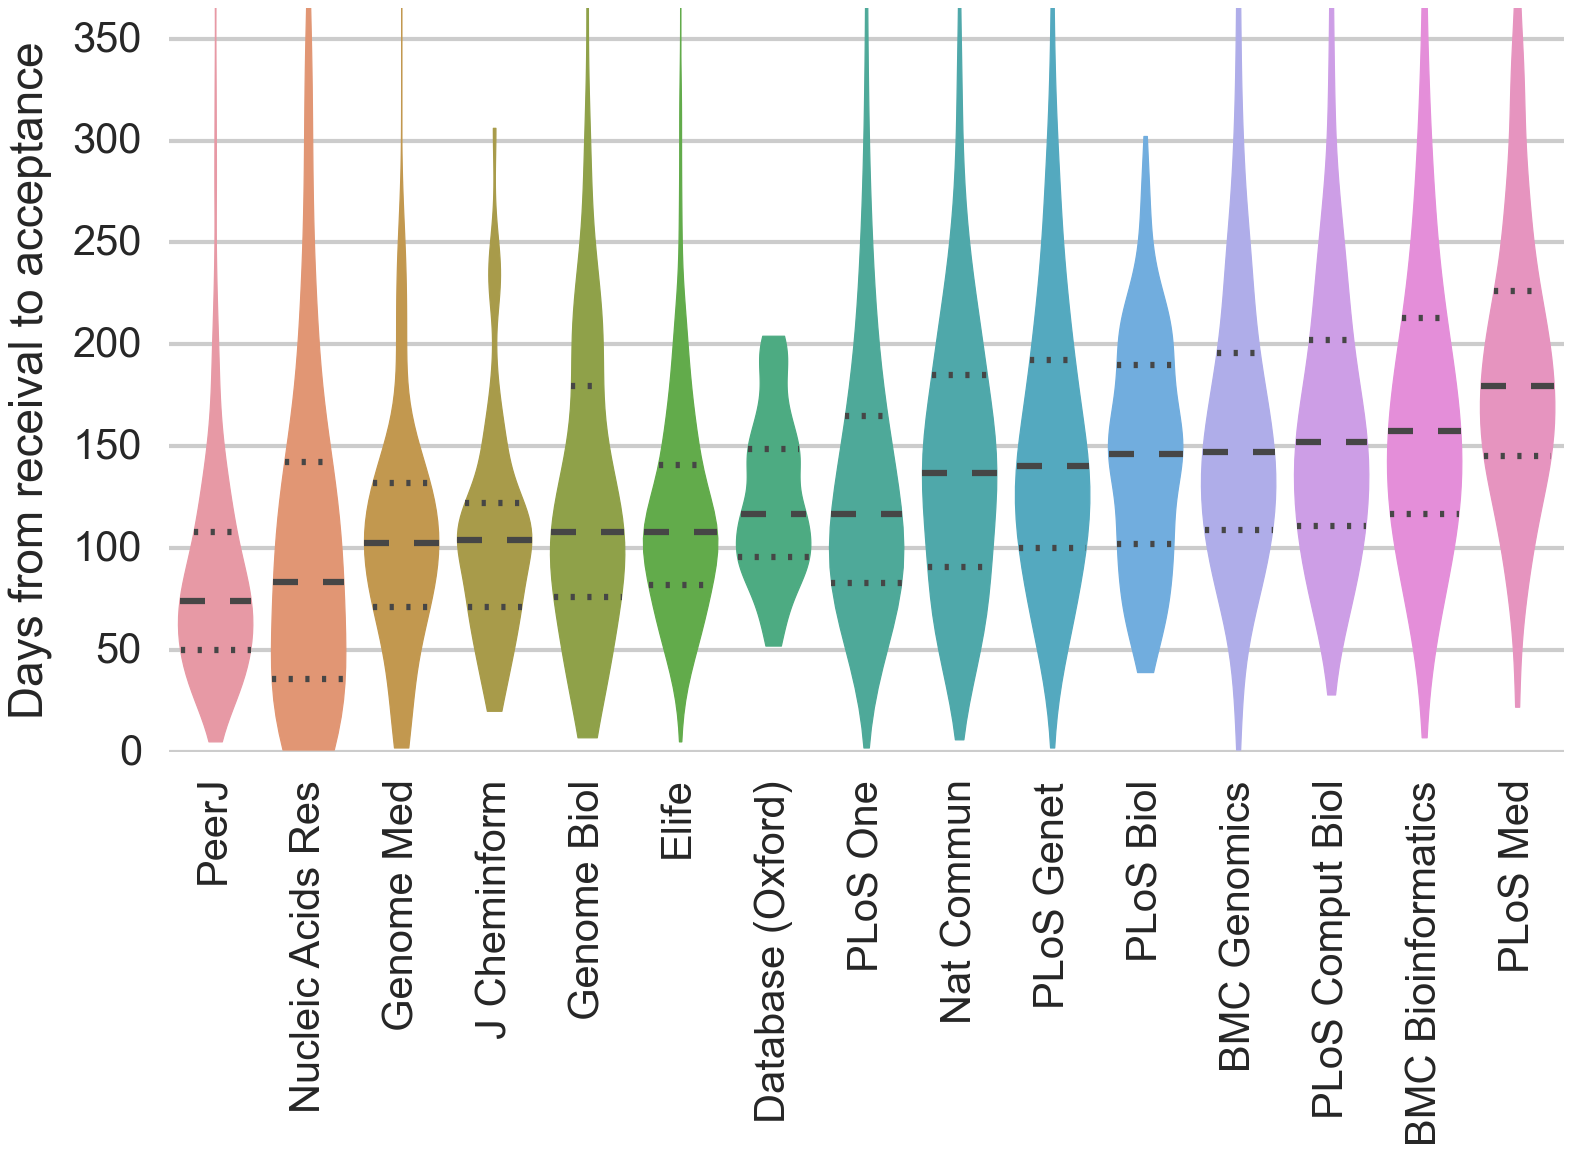 Days from receival to acceptance
350
300
250
200
150
100
50
0
PeerJ
Nucleic Acids Res
Genome Med
J Cheminform
Genome Biol
Elife
Database (Oxford)
PLoS One
Nat Commun
PLoS Genet
PLoS Biol
BMC Genomics
PLoS Comput Biol
BMC Bioinformatics
PLoS Med